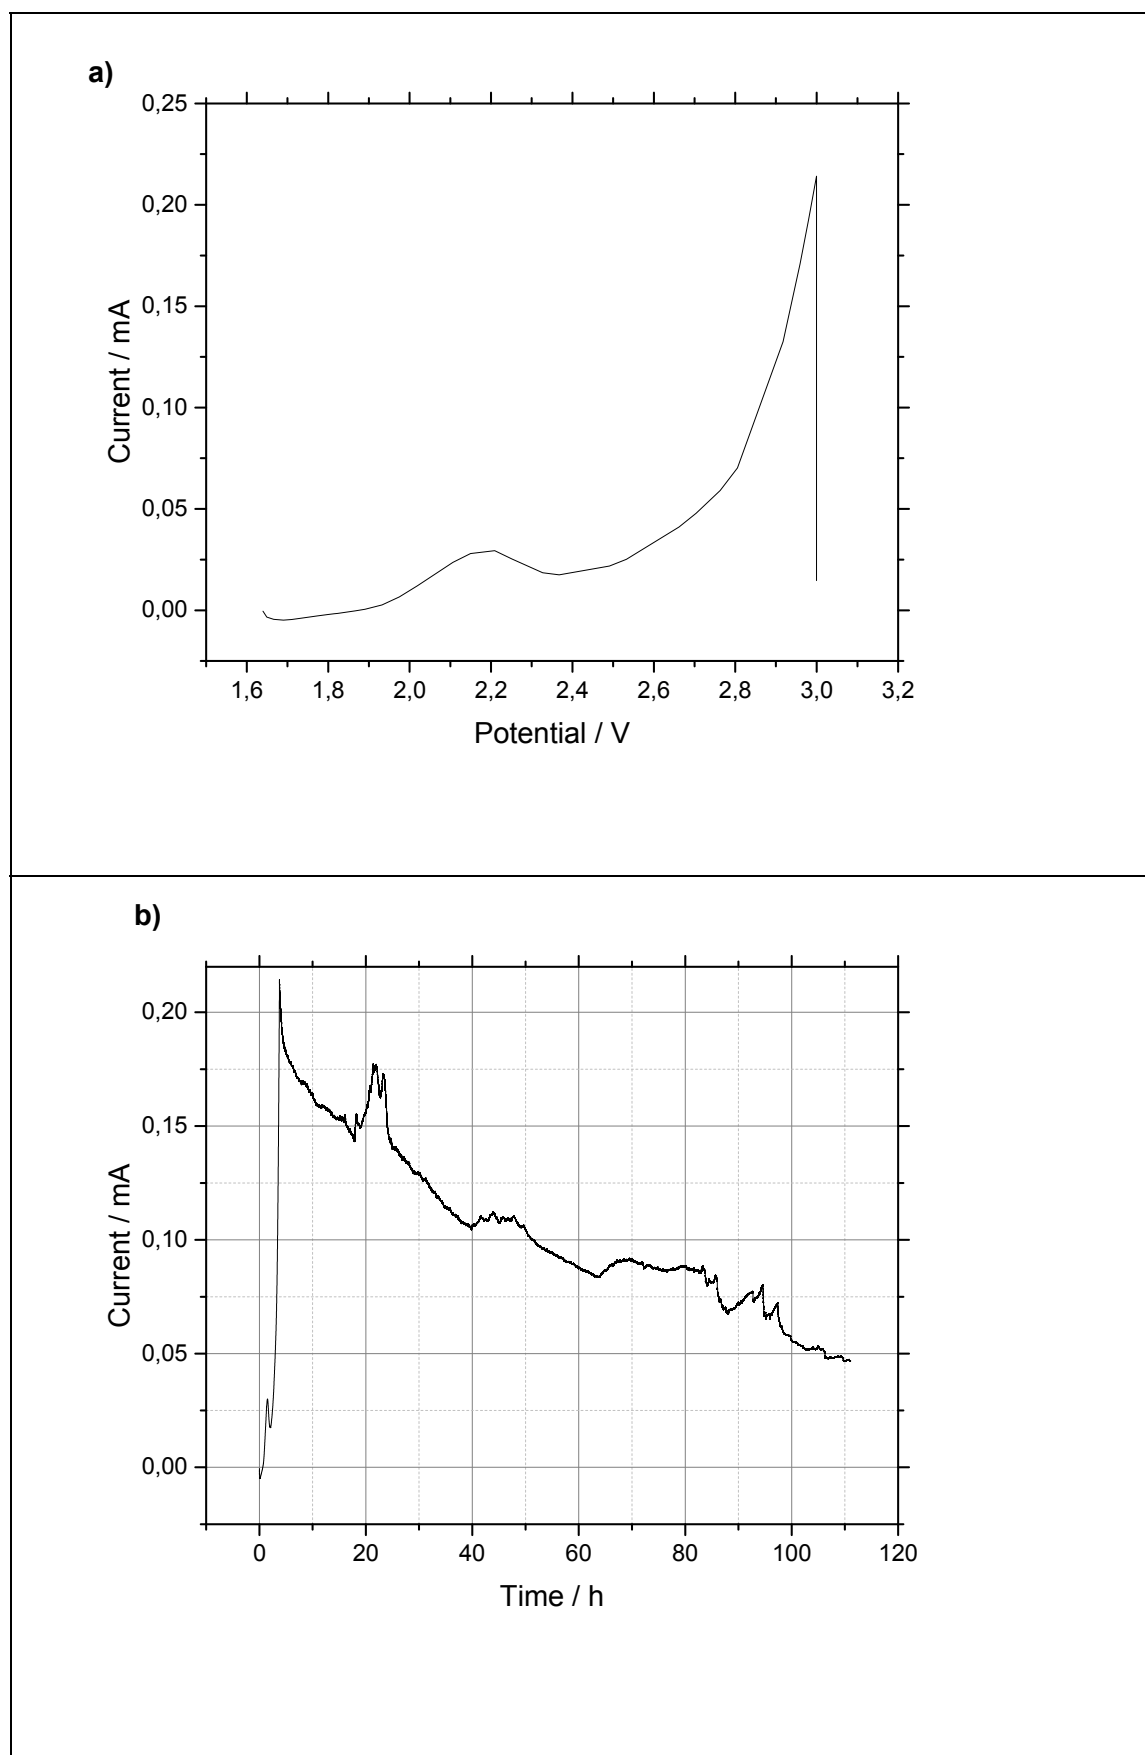 a)
0,25
0,20
0,15
0,10
0,05
0,00
Current / mA
1,6 1,8 2,0 2,2 2,4 2,6 2,8 3,0 3,2
Potential / V
b)
0,20
0,15
0,10
0,05
0,00
Current / mA
0 20 40 60 80 100 120
Time / h